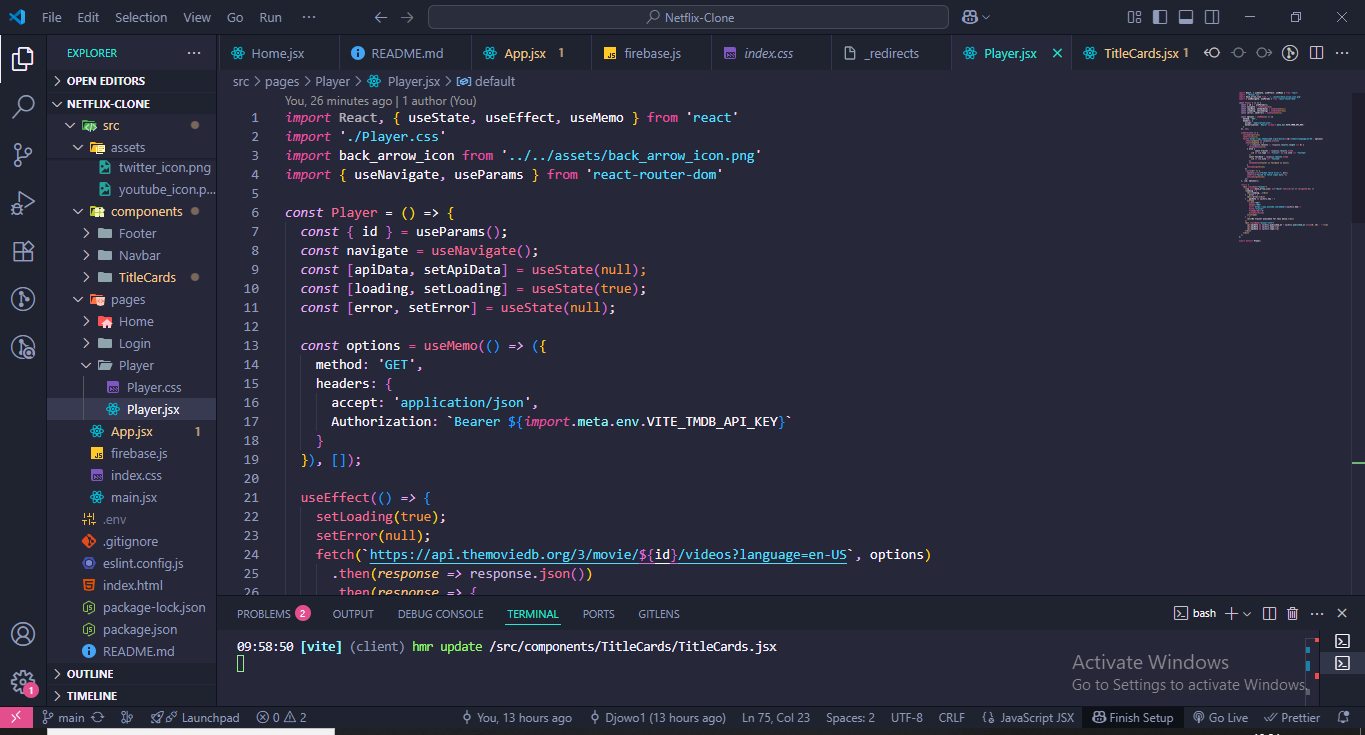 File Edit Selection View Go Run ··· Netflix-Clone
EXPLORER ···
Home.jsx README.md App.jsx 1 firebase.js index.css _redirects Player.jsx TitleCards.jsx 1
OPEN EDITORS
NETFLIX-CLONE
src
assets
twitter_icon.png
youtube_icon.p...
components
Footer
Navbar
TitleCards
pages
Home
Login
Player
Player.css
Player.jsx
App.jsx 1
firebase.js
index.css
main.jsx
.env
.gitignore
eslint.config.js
index.html
package-lock.json
package.json
README.md
OUTLINE
TIMELINE
1
src > pages > Player > Player.jsx > default
You, 26 minutes ago | 1 author (You)
1 import React, { useState, useEffect, useMemo } from 'react'
2 import './Player.css'
3 import back_arrow_icon from '../../assets/back_arrow_icon.png'
4 import { useNavigate, useParams } from 'react-router-dom'
5
6 const Player = () => {
7 const { id } = useParams();
8 const navigate = useNavigate();
9 const [apiData, setApiData] = useState(null);
10 const [loading, setLoading] = useState(true);
11 const [error, setError] = useState(null);
12
13 const options = useMemo(() => ({
14 method: 'GET',
15 headers: {
16 accept: 'application/json',
17 Authorization: `Bearer ${import.meta.env.VITE_TMDB_API_KEY}`
18 }
19 }), []);
20
21 useEffect(() => {
22 setLoading(true);
23 setError(null);
24 fetch(`https://api.themoviedb.org/3/movie/${id}/videos?language=en-US`, options)
25 .then(response => response.json())
26 .then(response => {
PROBLEMS 2 OUTPUT DEBUG CONSOLE TERMINAL PORTS GITLENS bash
09:58:50 [vite] (client) hmr update /src/components/TitleCards/TitleCards.jsx
Activate Windows
Go to Settings to activate Windows.
main Launchpad 0 2 You, 13 hours ago Djowo1 (13 hours ago) Ln 75, Col 23 Spaces: 2 UTF-8 CRLF JavaScript JSX Finish Setup Go Live Prettier